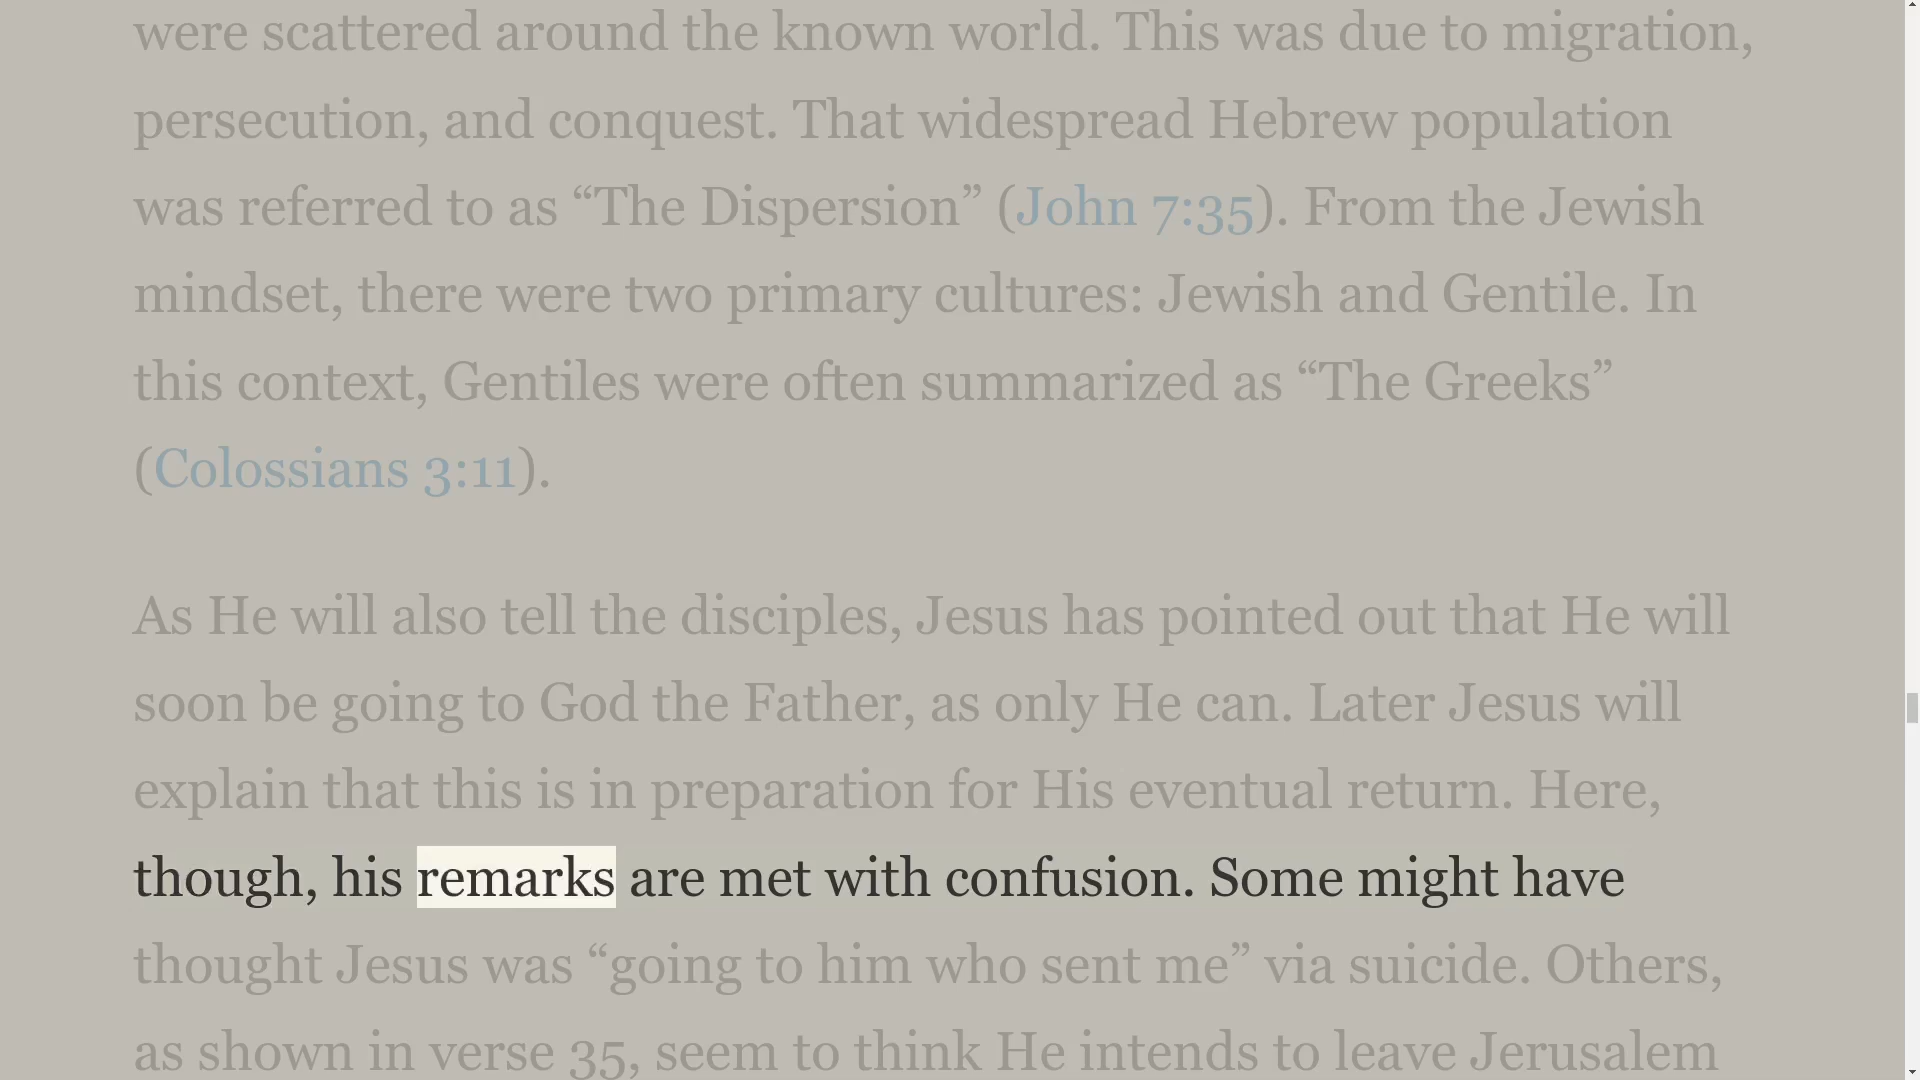 were scattered around the known world. This was due to migration,
persecution, and conquest. That widespread Hebrew population
was referred to as “The Dispersion” (John 7:35). From the Jewish
mindset, there were two primary cultures: Jewish and Gentile. In
this context, Gentiles were often summarized as “The Greeks”
(Colossians 3:11).
As He will also tell the disciples, Jesus has pointed out that He will
soon be going to God the Father, as only He can. Later Jesus will
explain that this is in preparation for His eventual return. Here,
though, his remarks are met with confusion. Some might have
thought Jesus was “going to him who sent me” via suicide. Others,
as shown in verse 35, seem to think He intends to leave Jerusalem